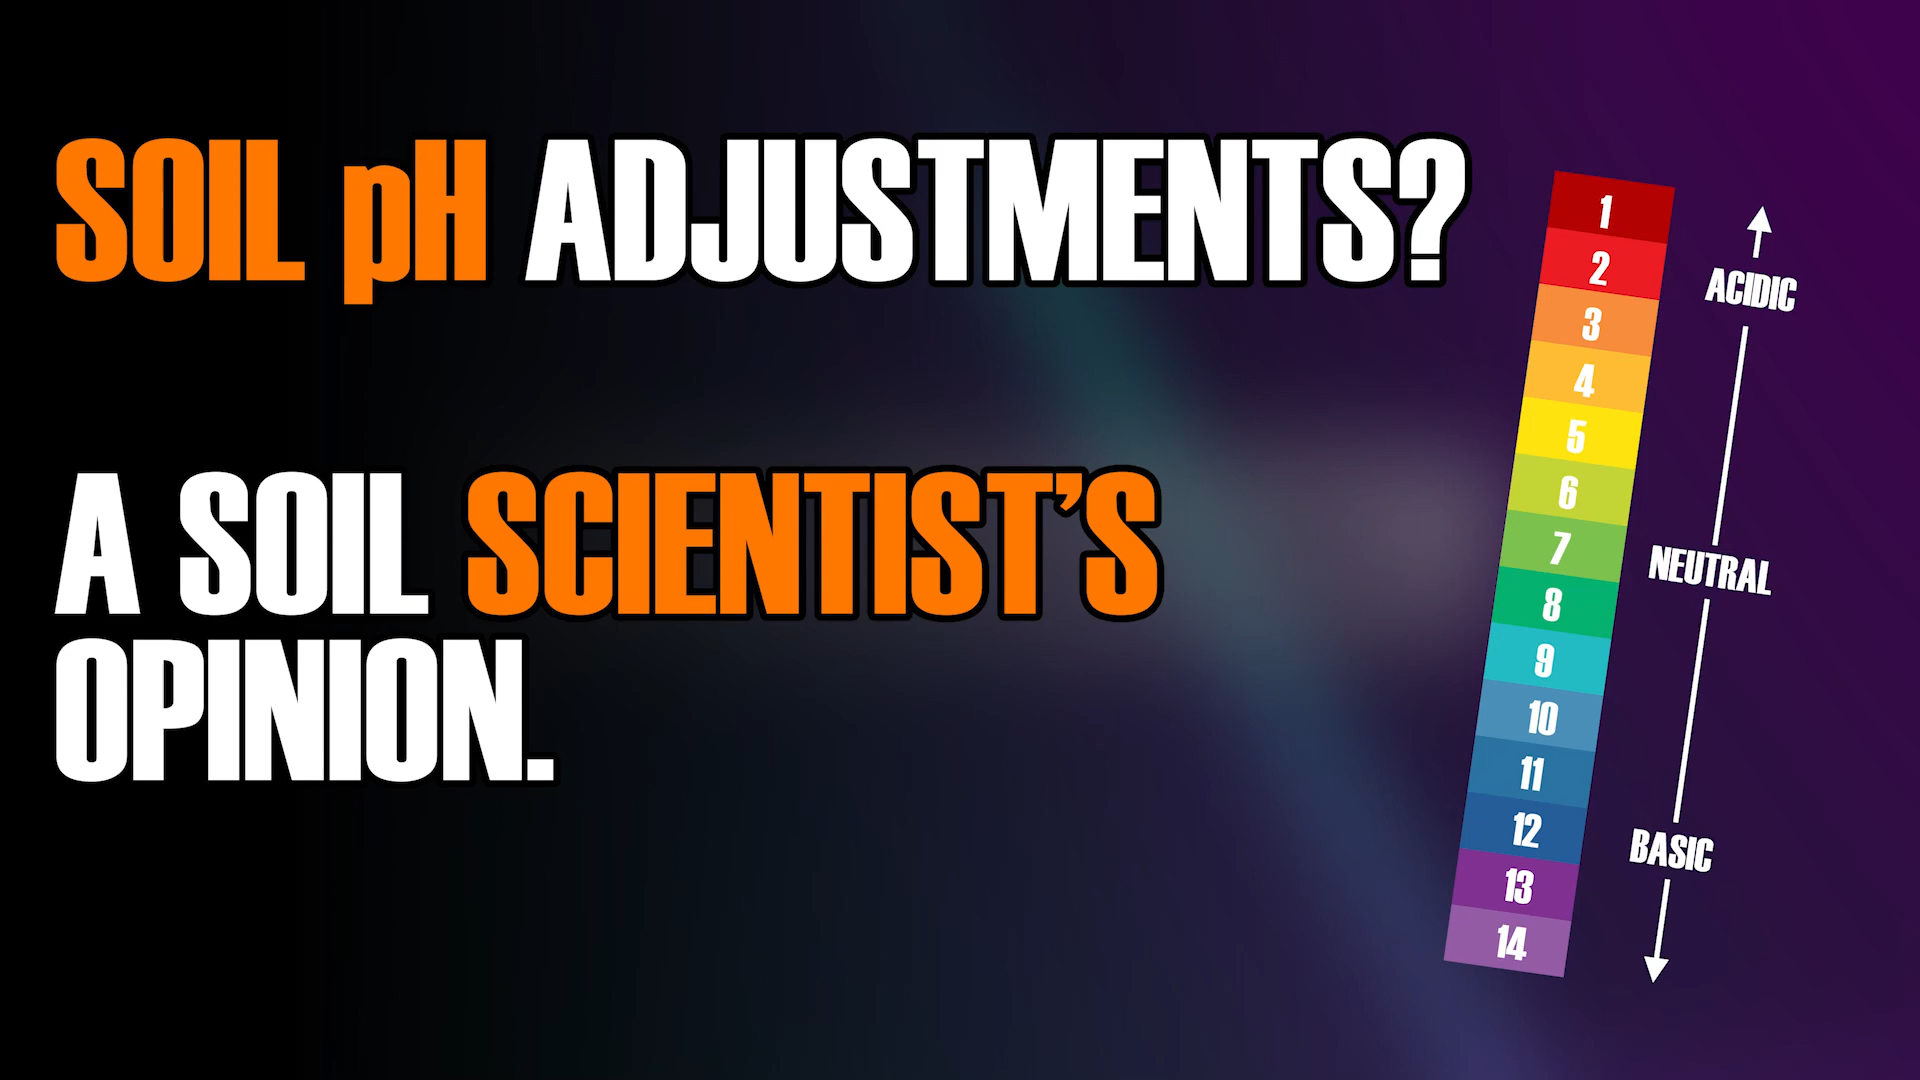 SOIL pH ADJUSTMENTS?
A SOIL SCIENTIST'S
OPINION.
1
2
3
4
5
6
7
8
9
10
11
12
13
14
ACIDIC
NEUTRAL
BASIC